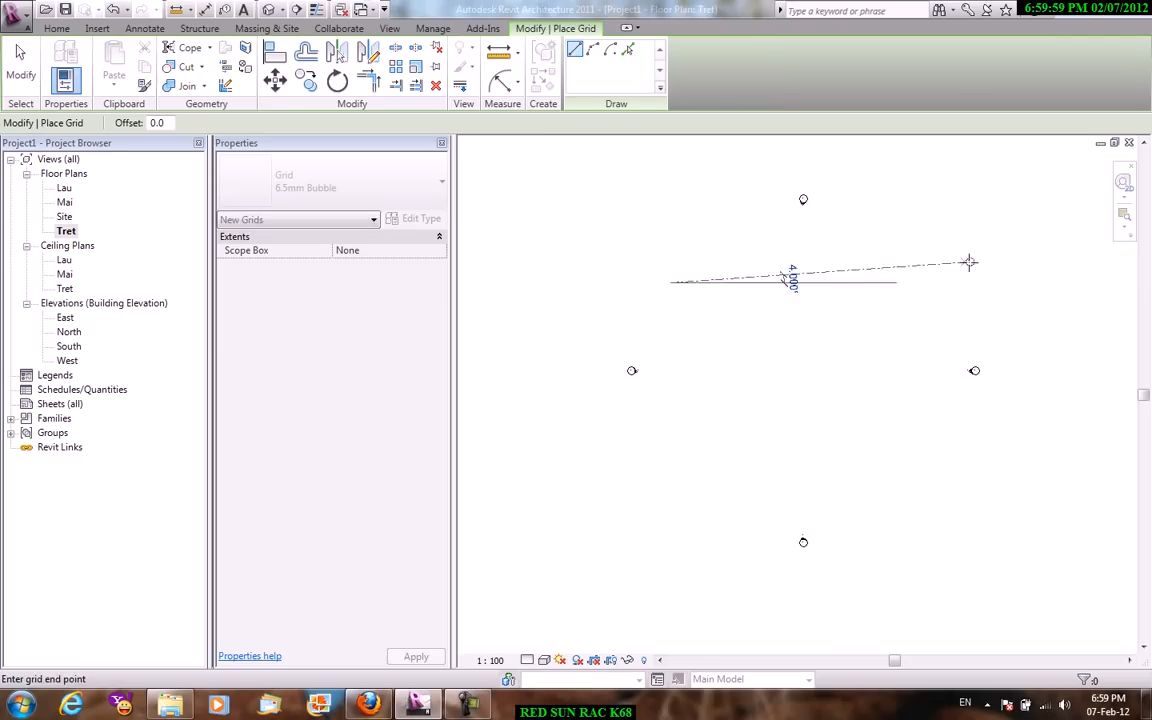 Autodesk Revit Architecture 2011 - [Project1 - Floor Plan: Tret]
Type a keyword or phrase
6:59:59 PM 02/07/2012
Home Insert Annotate Structure Massing & Site Collaborate View Manage Add-Ins Modify | Place Grid
Modify
Paste
Cope
Cut
Join
Select Properties Clipboard Geometry Modify View Measure Create Draw
Modify | Place Grid Offset: 0.0
Project1 - Project Browser
Views (all)
Floor Plans
Lau
Mai
Site
Tret
Ceiling Plans
Lau
Mai
Tret
Elevations (Building Elevation)
East
North
South
West
Legends
Schedules/Quantities
Sheets (all)
Families
Groups
Revit Links
Properties
Grid
6.5mm Bubble
New Grids
Edit Type
Extents
Scope Box None
Properties help
Apply
4.000°
2D
1 : 100
Enter grid end point
:0
Main Model
:0
EN
6:59 PM
07-Feb-12
RED SUN RAC K68